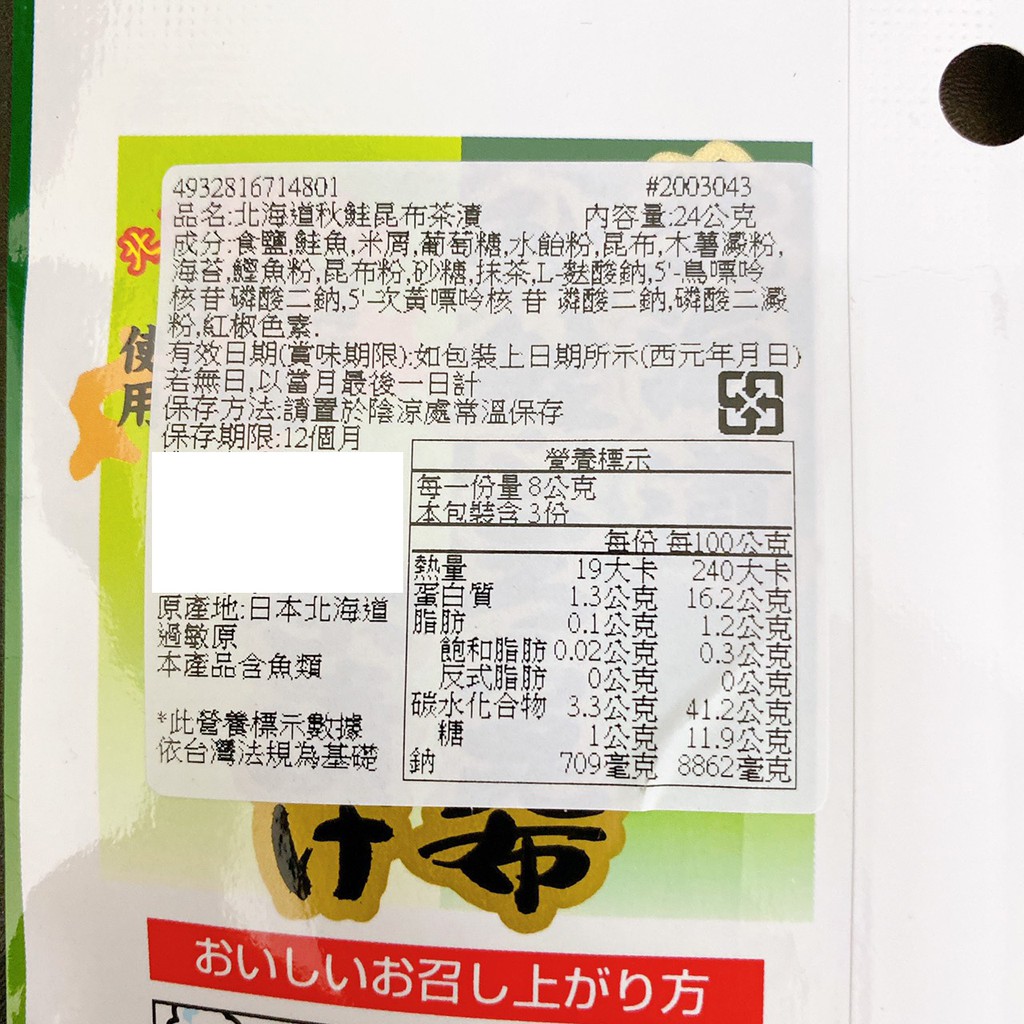 4932816714801 #2003043
品名:北海道秋鮭昆布茶漬 內容量:24公克
成分:食鹽,鮭魚,米屑,葡萄糖,水飴粉,昆布,木薯澱粉,
海苔,鰹魚粉,昆布粉,砂糖,抹茶,L-麩酸鈉,5'-鳥嘌呤
核苷磷酸二鈉,5'-次黃嘌呤核 苷 磷酸二鈉,磷酸二澱
粉,紅椒色素.
有效日期(賞味期限):如包裝上日期所示(西元年月日)
若無日,以當月最後一日計
保存方法:請置於陰涼處常溫保存
保存期限:12個月
原產地:日本北海道
過敏原
本產品含魚類
*此營養標示數據
依台灣法規為基礎
營養標示
每一份量 8公克
本包裝含 3份
每份 每100公克
熱量 19大卡 240大卡
蛋白質 1.3公克 16.2公克
脂肪 0.1公克 1.2公克
飽和脂肪 0.02公克 0.3公克
反式脂肪 0公克 0公克
碳水化合物 3.3公克 41.2公克
糖 1公克 11.9公克
鈉 709毫克 8862毫克
使用
け 布
おいしいお召し上がり方